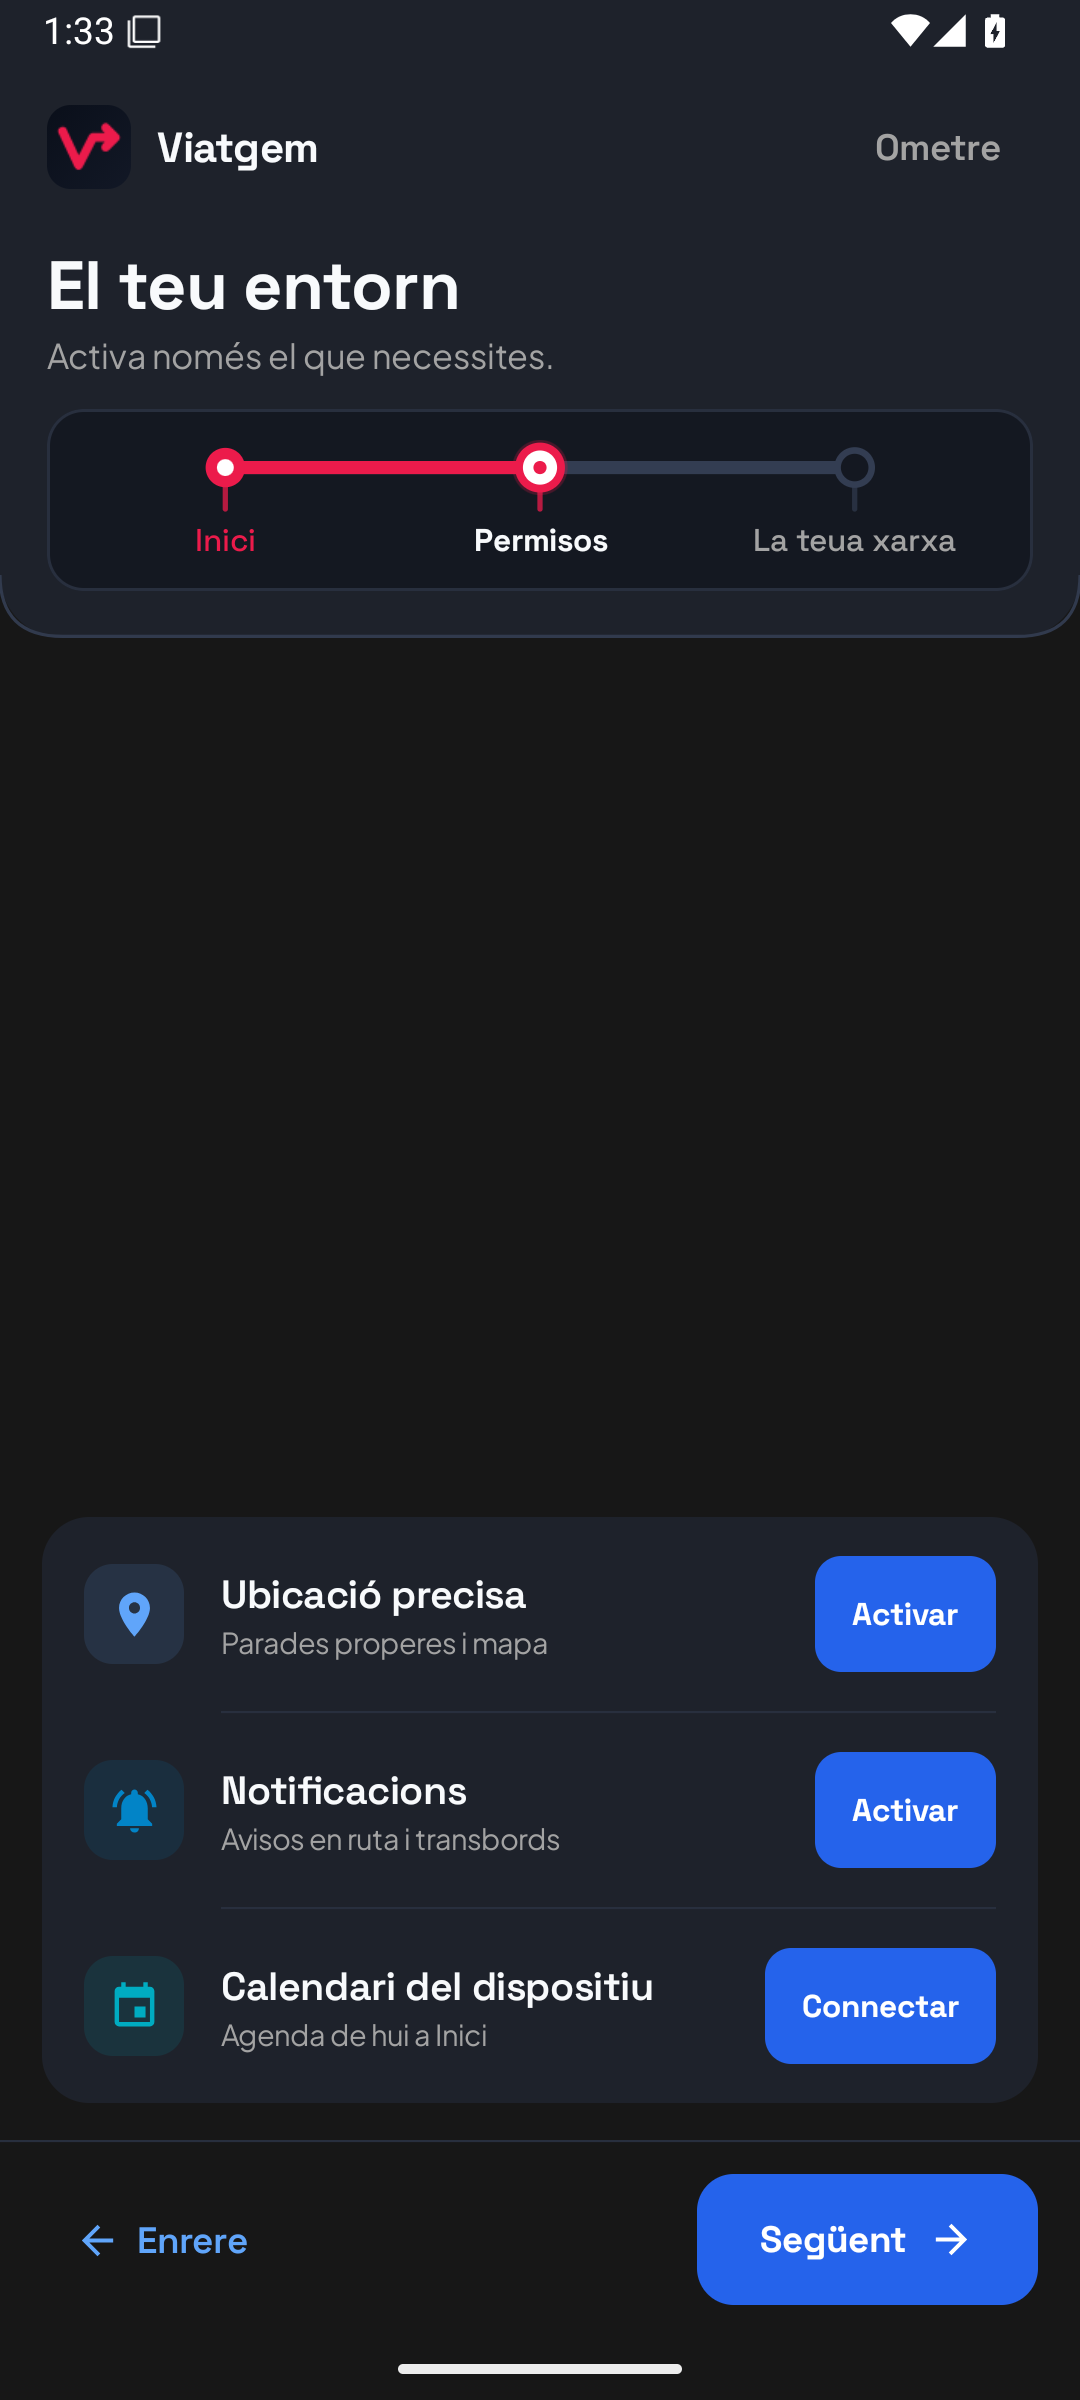 1:33
Viatgem
Ometre
El teu entorn
Activa només el que necessites.
Inici
Permisos
La teua xarxa
Ubicació precisa
Parades properes i mapa
Activar
Notificacions
Avisos en ruta i transbords
Activar
Calendari del dispositiu
Agenda de hui a Inici
Connectar
Enrere
Següent